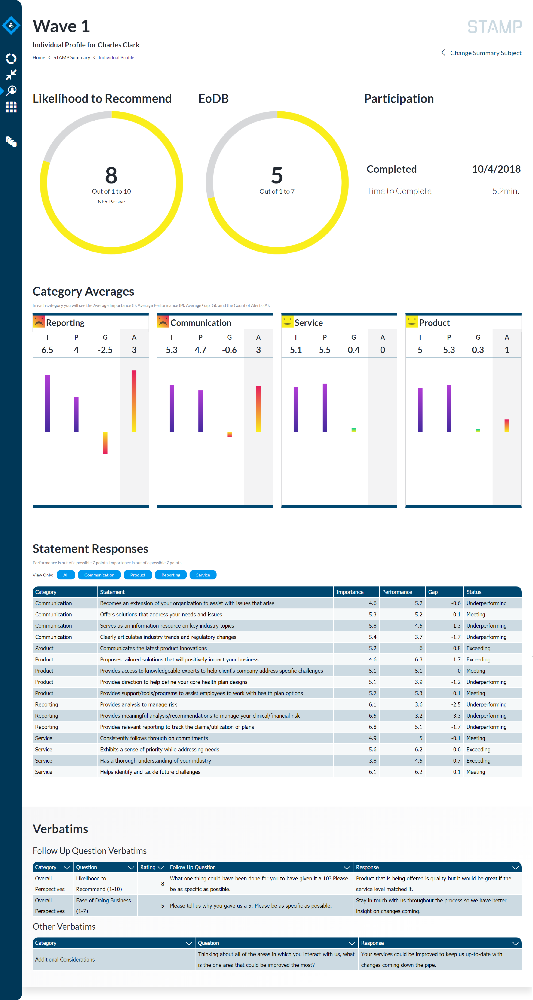 Wave 1
STAMP
Individual Profile for Charles Clark
Change Summary Subject
Home < STAMP Summary < Individual Profile
Likelihood to Recommend
8
Out of 1 to 10
NPS: Passive
EoDB
5
Out of 1 to 7
Participation
Completed 10/4/2018
Time to Complete 5.2min.
Category Averages
In each category you will see the Average Importance (I), Average Performance (P), Average Gap (G), amd the Count of Alerts (A).
Reporting
I P G A
6.5 4 -2.5 3
Communication
I P G A
5.3 4.7 -0.6 3
Service
I P G A
5.1 5.5 0.4 0
Product
I P G A
5 5.3 0.3 1
Statement Responses
Performance is out of a possible 7 points. Importance is out of a possible 7 points.
View Only: All Communication Product Reporting Service
Category Statement Importance Performance Gap Status
Communication Becomes an extension of your organization to assist with issues that arise 4.6 5.2 -0.6 Underperforming
Communication Offers solutions that address your needs and issues 5.3 5.2 0.1 Meeting
Communication Serves as an information resource on key industry topics 5.8 4.5 -1.3 Underperforming
Communication Clearly articulates industry trends and regulatory changes 5.4 3.7 -1.7 Underperforming
Product Communicates the latest product innovations 5.2 6 0.8 Exceeding
Product Proposes tailored solutions that will positively impact your business 4.6 6.3 1.7 Exceeding
Product Provides access to knowledgeable experts to help client's company address specific challenges 5.1 5.1 0 Meeting
Product Provides direction to help define your core health plan designs 5.1 3.9 -1.2 Underperforming
Product Provides support/tools/programs to assist employees to work with health plan options 5.2 5.3 0.1 Meeting
Reporting Provides analysis to manage risk 6.1 3.6 -2.5 Underperforming
Reporting Provides meaningful analysis/recommendations to manage your clinical/financial risk 6.5 3.2 -3.3 Underperforming
Reporting Provides relevant reporting to track the claims/utilization of plans 6.8 5.1 -1.7 Underperforming
Service Consistently follows through on commitments 4.9 5 -0.1 Meeting
Service Exhibits a sense of priority while addressing needs 5.6 6.2 0.6 Exceeding
Service Has a thorough understanding of your industry 3.8 4.5 0.7 Exceeding
Service Helps identify and tackle future challenges 6.1 6.2 0.1 Meeting
Verbatims
Follow Up Question Verbatims
Category Question Rating Follow Up Question Response
Overall
Perspectives
Likelihood to
Recommend (1-10)
8
What one thing could have been done for you to have given it a 10? Please
be as specific as possible.
Product that is being offered is quality but it would be great if the
service level matched it.
Overall
Perspectives
Ease of Doing Business
(1-7)
5
Please tell us why you gave us a 5. Please be as specific as possible.
Stay in touch with us throughout the process so we have better
insight on changes coming.
Other Verbatims
Category Question Response
Additional Considerations
Thinking about all of the areas in which you interact with us, what
is the one area that could be improved the most?
Your services could be improved to keep us up-to-date with
changes coming down the pipe.